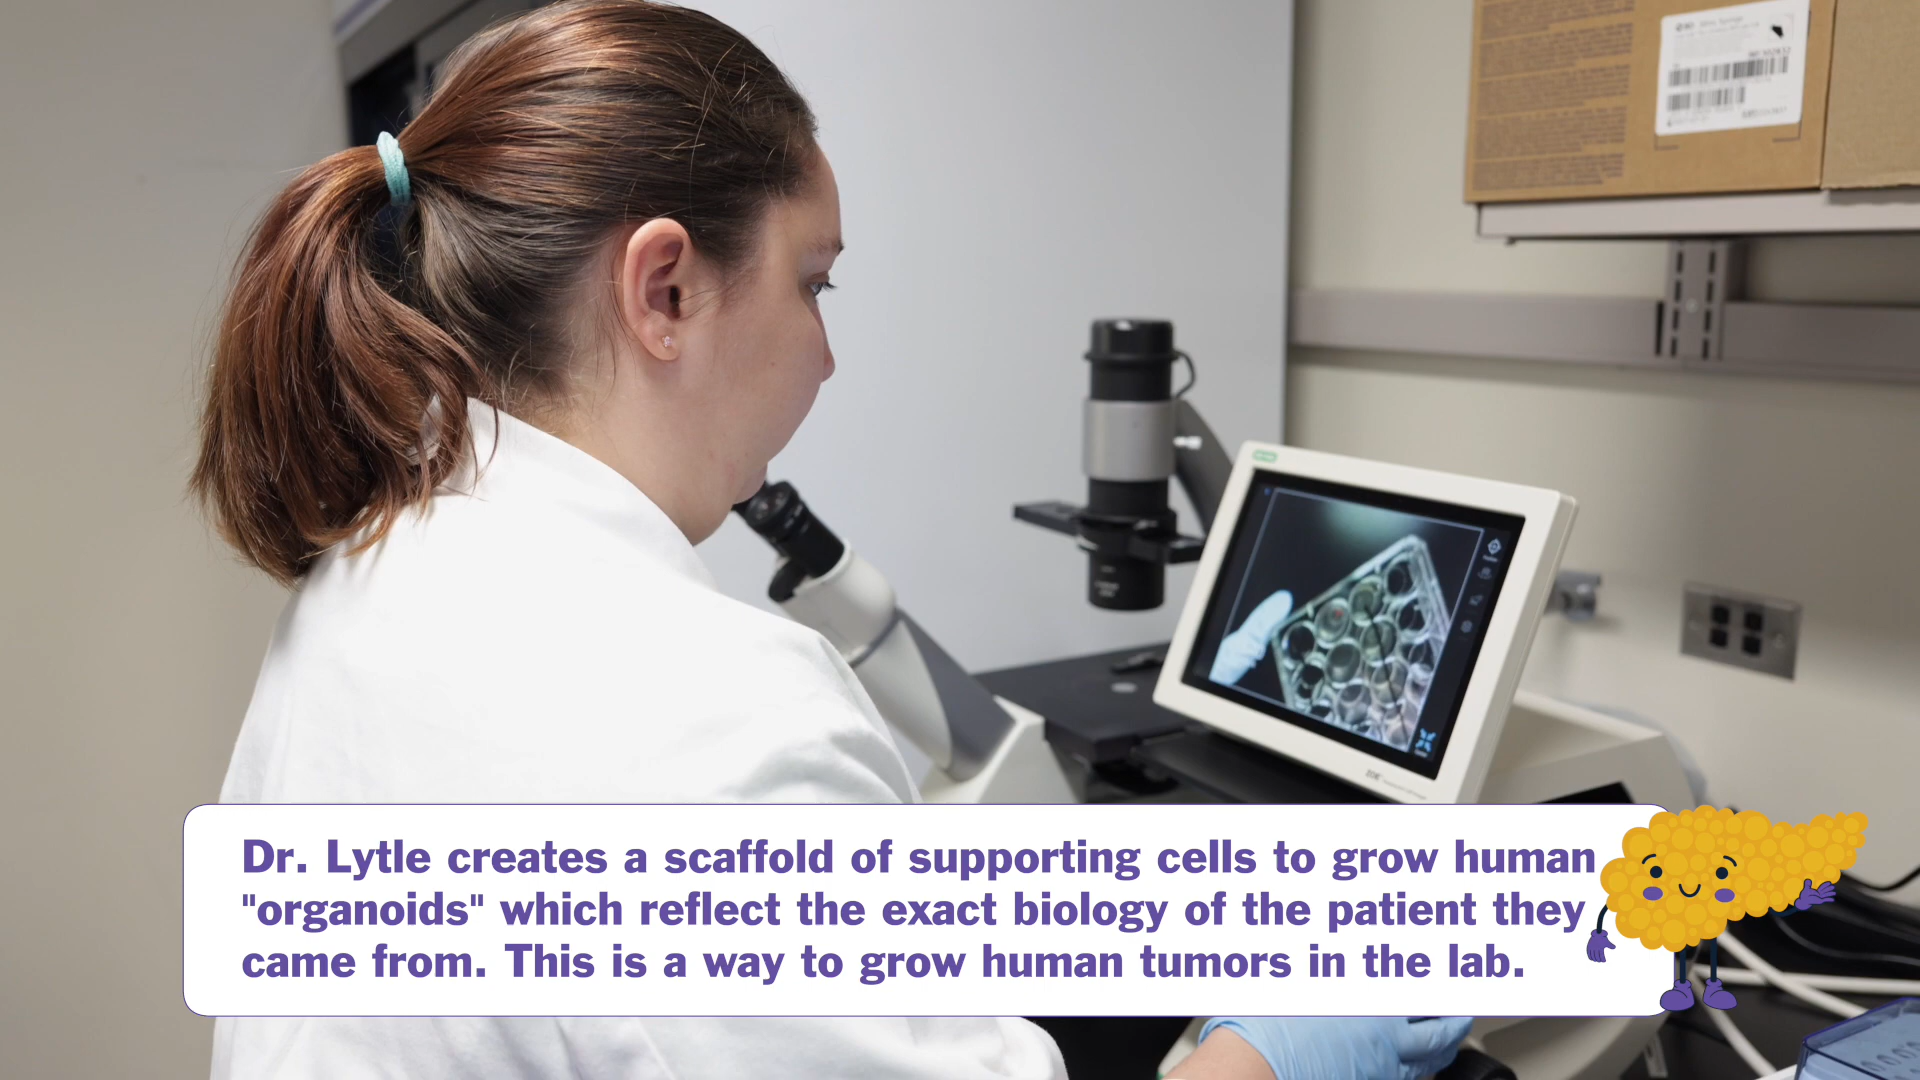 Dr. Lytle creates a scaffold of supporting cells to grow human
"organoids" which reflect the exact biology of the patient they
came from. This is a way to grow human tumors in the lab.
ZOE